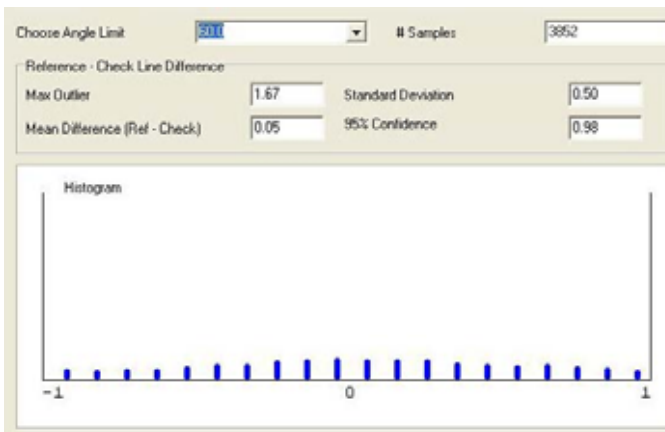 Choose Angle Limit 60.0 # Samples 3852
Reference - Check Line Difference
Max Outlier 1.67 Standard Deviation 0.50
Mean Difference (Ref - Check) 0.05 95% Confidence 0.98
Histogram
-1 0 1